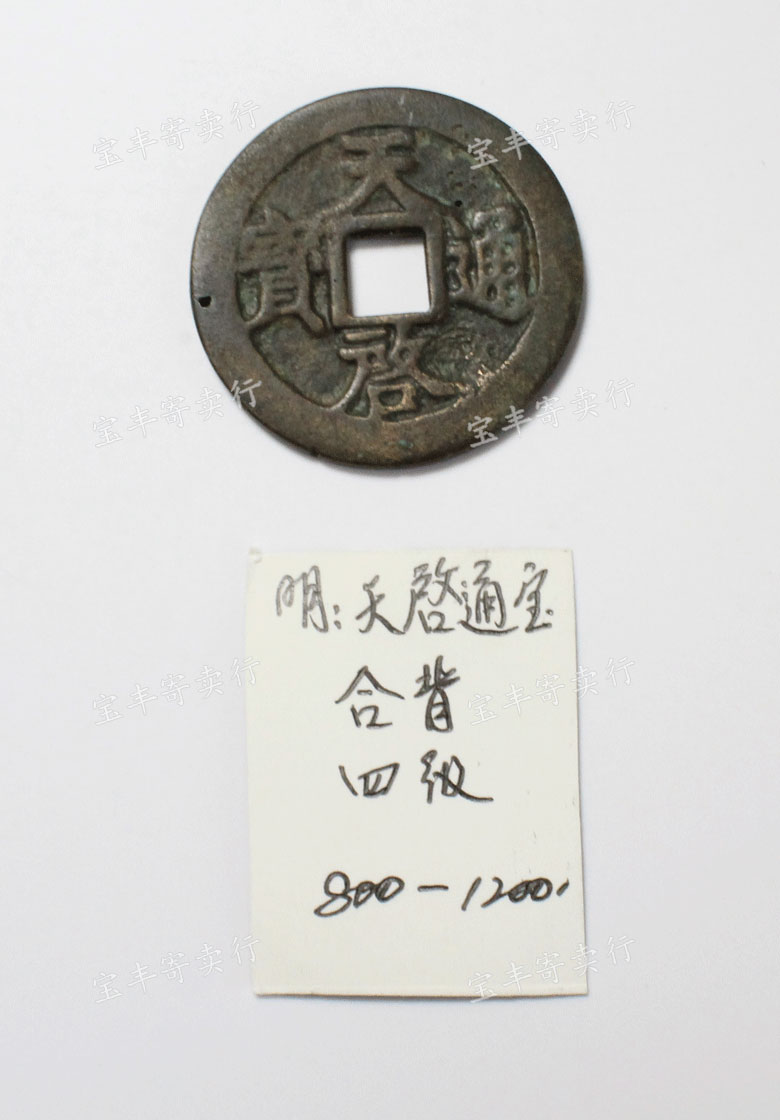 宝丰寄卖行 宝丰寄卖行
天
寶 通
啓
宝丰寄卖行 宝丰寄卖行
明：天啓通宝
合背
宝丰寄卖行 宝丰寄卖行
四级
800-1200.
宝丰寄卖行 宝丰寄卖行